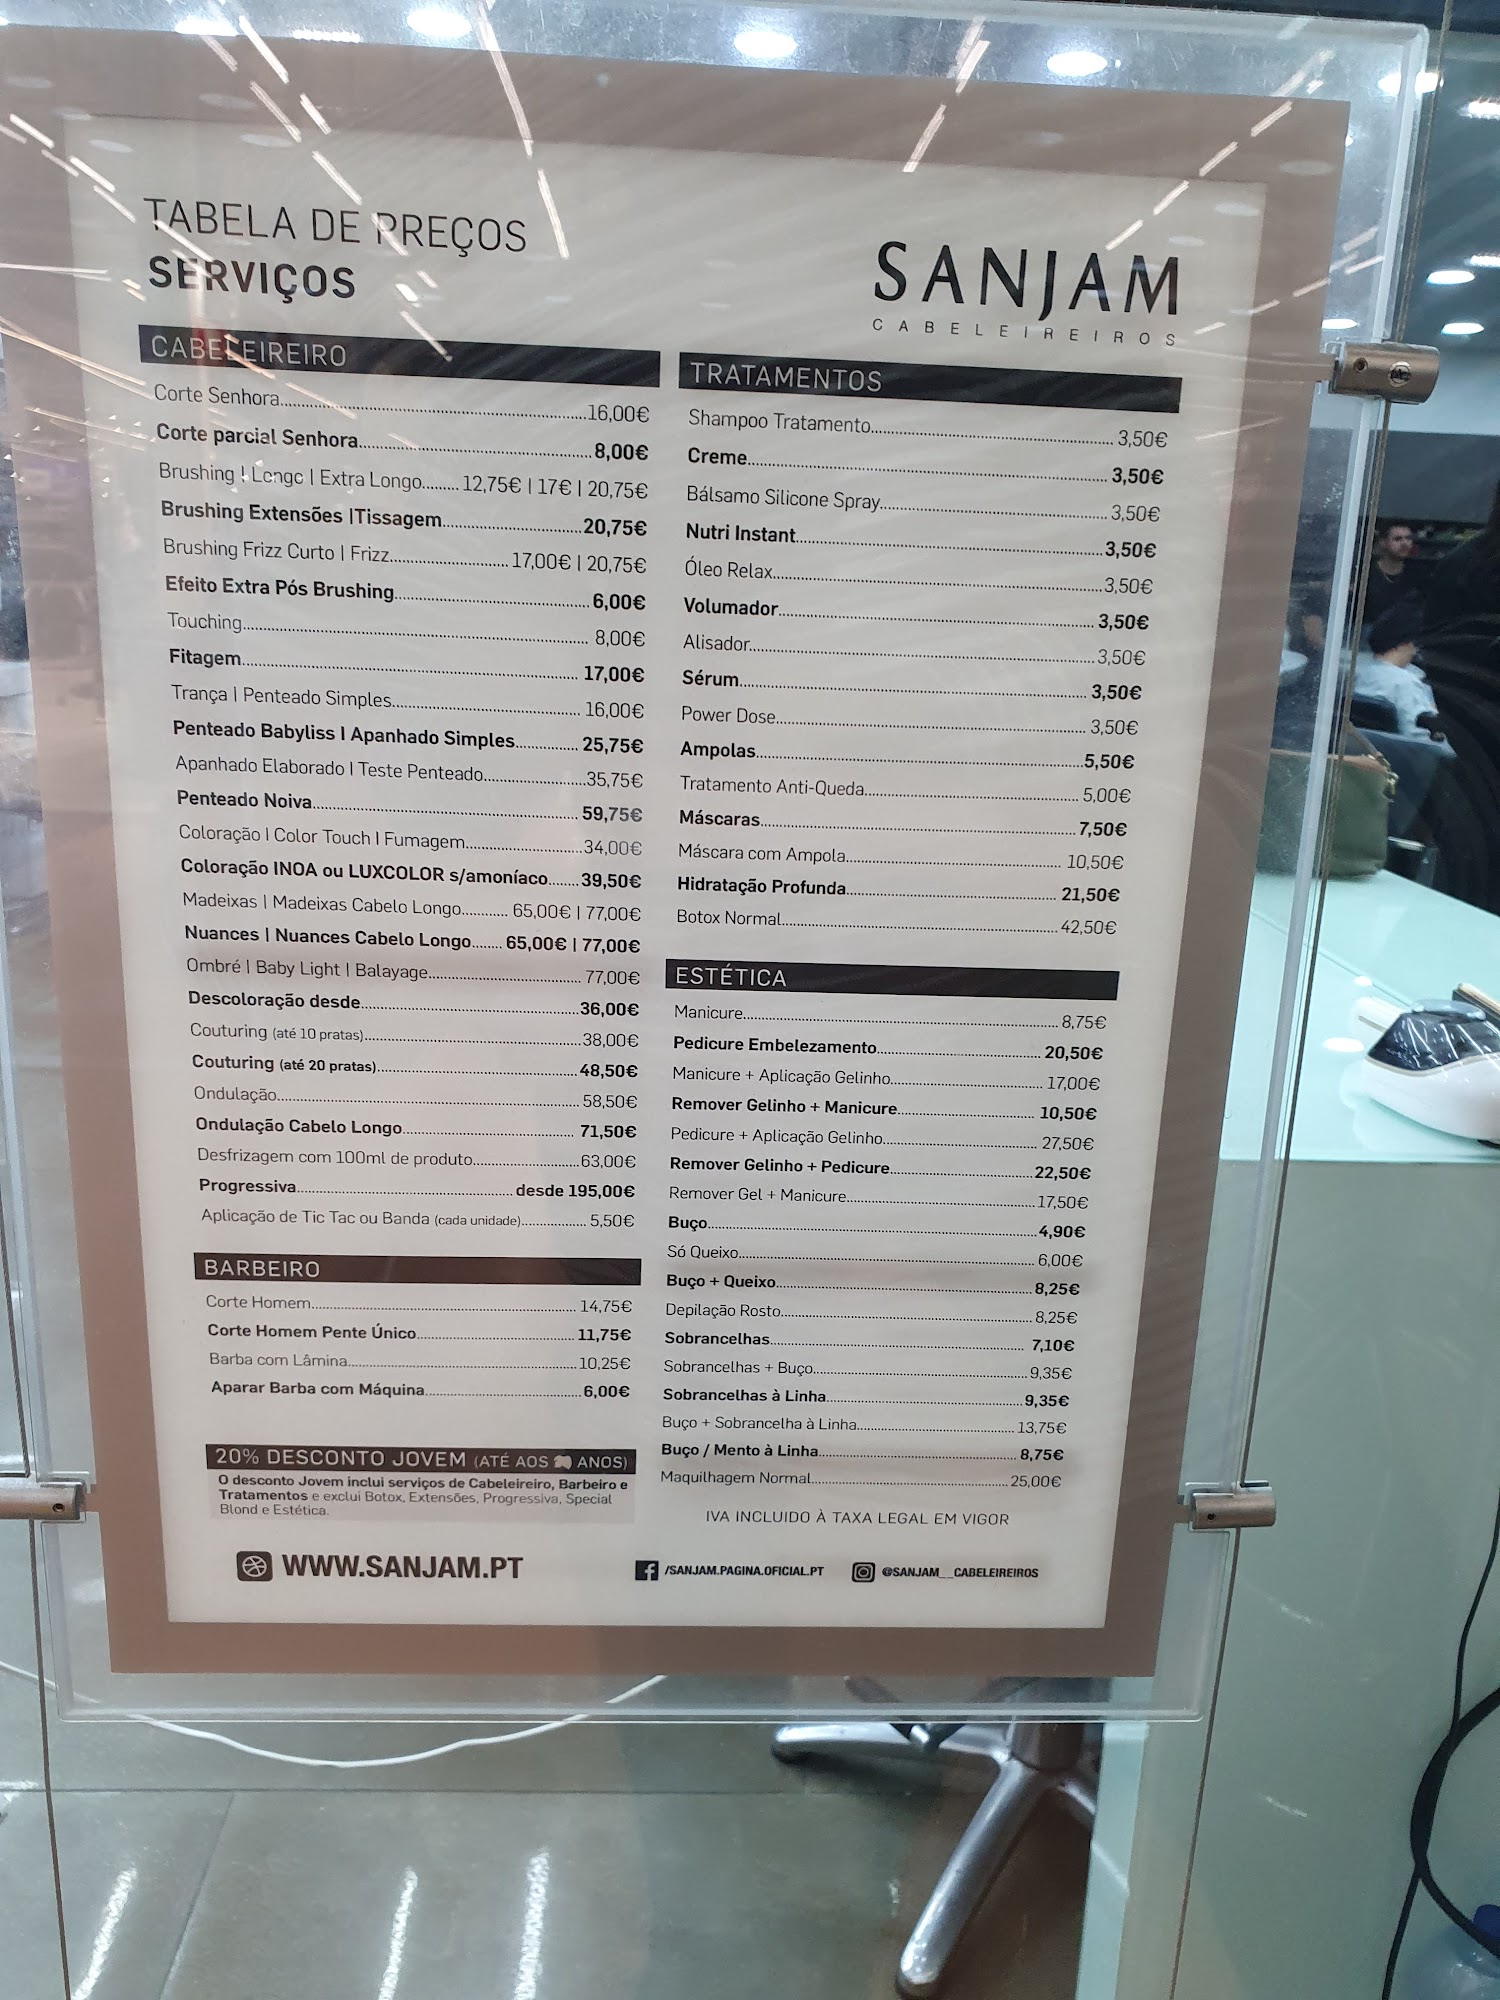 TABELA DE PREÇOS
SERVIÇOS
SANJAM
CABELEIREIROS
CABELEIREIRO
Corte Senhora 16,00€
Corte parcial Senhora 8,00€
Brushing | Longo | Extra Longo 12,75€ | 17€ | 20,75€
Brushing Extensões |Tissagem 20,75€
Brushing Frizz Curto | Frizz 17,00€ | 20,75€
Efeito Extra Pós Brushing 6,00€
Touching 8,00€
Fitagem 17,00€
Trança | Penteado Simples 16,00€
Penteado Babyliss | Apanhado Simples 25,75€
Apanhado Elaborado | Teste Penteado 35,75€
Penteado Noiva 59,75€
Coloração | Color Touch | Fumagem 34,00€
Coloração INOA ou LUXCOLOR s/amoníaco 39,50€
Madeixas | Madeixas Cabelo Longo 65,00€ | 77,00€
Nuances | Nuances Cabelo Longo 65,00€ | 77,00€
Ombré | Baby Light | Balayage 77,00€
Descoloração desde 36,00€
Couturing (até 10 pratas) 38,00€
Couturing (até 20 pratas) 48,50€
Ondulação 58,50€
Ondulação Cabelo Longo 71,50€
Desfrizagem com 100ml de produto 63,00€
Progressiva desde 195,00€
Aplicação de Tic Tac ou Banda (cada unidade) 5,50€
BARBEIRO
Corte Homem 14,75€
Corte Homem Pente Único 11,75€
Barba com Lâmina 10,25€
Aparar Barba com Máquina 6,00€
20% DESCONTO JOVEM (ATÉ AOS ANOS)
O desconto Jovem inclui serviços de Cabeleireiro, Barbeiro e
Tratamentos e exclui Botox, Extensões, Progressiva, Special
Blond e Estética.
TRATAMENTOS
Shampoo Tratamento 3,50€
Creme 3,50€
Bálsamo Silicone Spray 3,50€
Nutri Instant 3,50€
Óleo Relax 3,50€
Volumador 3,50€
Alisador 3,50€
Sérum 3,50€
Power Dose 3,50€
Ampolas 5,50€
Tratamento Anti-Queda 5,00€
Máscaras 7,50€
Máscara com Ampola 10,50€
Hidratação Profunda 21,50€
Botox Normal 42,50€
ESTÉTICA
Manicure 8,75€
Pedicure Embelezamento 20,50€
Manicure + Aplicação Gelinho 17,00€
Remover Gelinho + Manicure 10,50€
Pedicure + Aplicação Gelinho 27,50€
Remover Gelinho + Pedicure 22,50€
Remover Gel + Manicure 17,50€
Buço 4,90€
Só Queixo 6,00€
Buço + Queixo 8,25€
Depilação Rosto 8,25€
Sobrancelhas 7,10€
Sobrancelhas + Buço 9,35€
Sobrancelhas à Linha 9,35€
Buço + Sobrancelha à Linha 13,75€
Buço / Mento à Linha 8,75€
Maquilhagem Normal 25,00€
IVA INCLUIDO À TAXA LEGAL EM VIGOR
WWW.SANJAM.PT
/SANJAM.PAGINA.OFICIAL.PT
@SANJAM__CABELEIREIROS